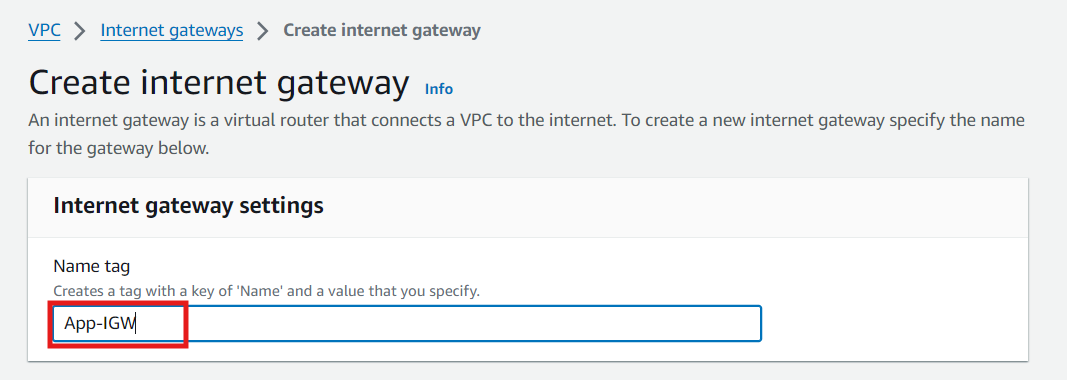 VPC > Internet gateways > Create internet gateway
Create internet gateway Info
An internet gateway is a virtual router that connects a VPC to the internet. To create a new internet gateway specify the name
for the gateway below.
Internet gateway settings
Name tag
Creates a tag with a key of 'Name' and a value that you specify.
App-IGW